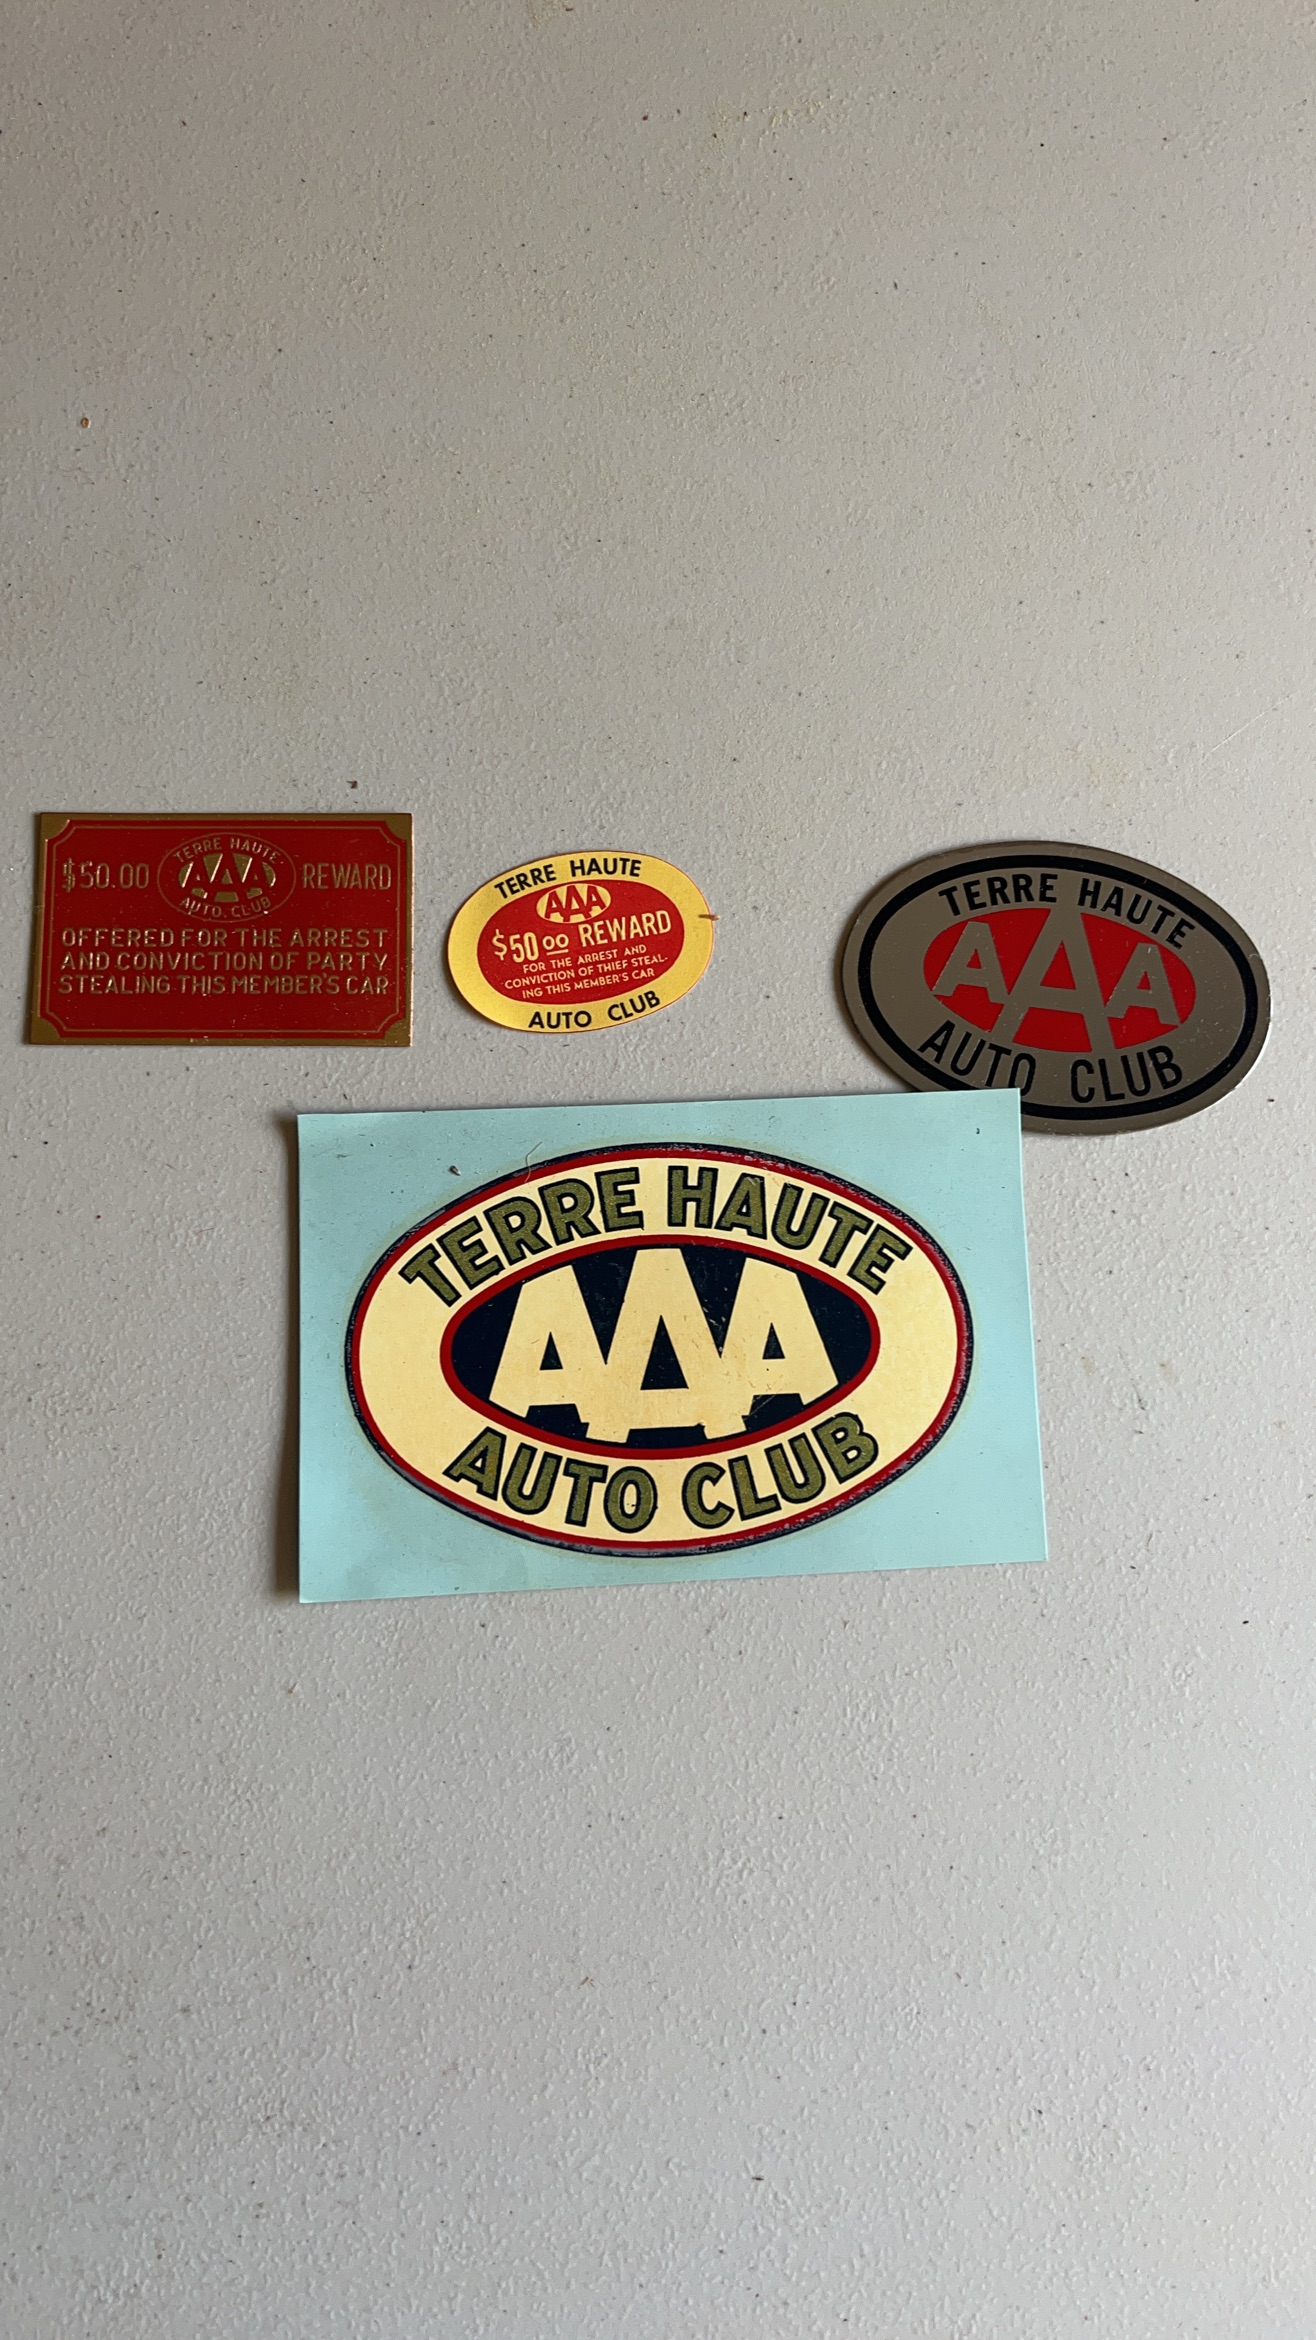 $50.00 TERRE HAUTE AAA AUTO. CLUB REWARD
OFFERED FOR THE ARREST
AND CONVICTION OF PARTY
STEALING THIS MEMBER'S CAR
TERRE HAUTE
AAA
$50 00 REWARD
FOR THE ARREST AND
CONVICTION OF THIEF STEAL-
ING THIS MEMBER'S CAR
AUTO CLUB
TERRE HAUTE
AAA
AUTO CLUB
TERRE HAUTE
AAA
AUTO CLUB